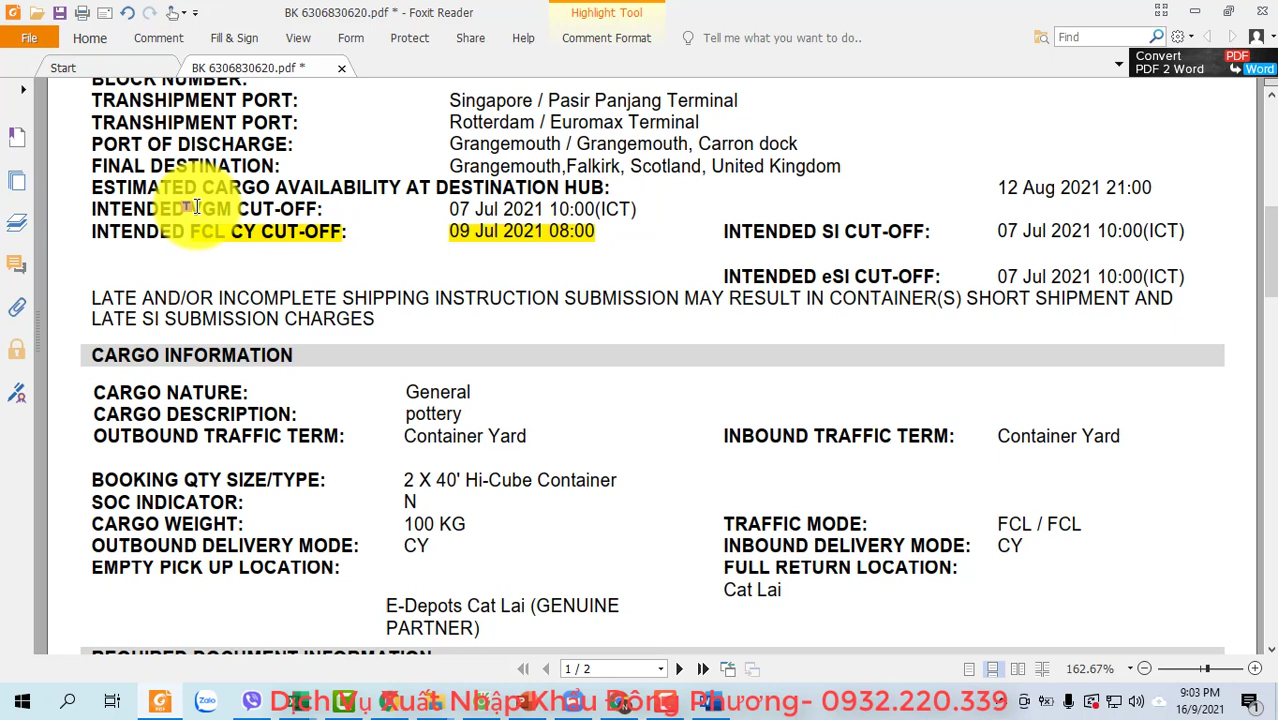 BK 6306830620.pdf * - Foxit Reader
Highlight Tool
File Home Comment Fill & Sign View Form Protect Share Help Comment Format Tell me what you want to do.. Find
Start BK 6306830620.pdf *
Convert PDF
PDF 2 Word Word
BLOCK NUMBER:
TRANSHIPMENT PORT: Singapore / Pasir Panjang Terminal
TRANSHIPMENT PORT: Rotterdam / Euromax Terminal
PORT OF DISCHARGE: Grangemouth / Grangemouth, Carron dock
FINAL DESTINATION: Grangemouth,Falkirk, Scotland, United Kingdom
ESTIMATED CARGO AVAILABILITY AT DESTINATION HUB: 12 Aug 2021 21:00
INTENDED VGM CUT-OFF: 07 Jul 2021 10:00(ICT)
INTENDED FCL CY CUT-OFF: 09 Jul 2021 08:00 INTENDED SI CUT-OFF: 07 Jul 2021 10:00(ICT)
INTENDED eSI CUT-OFF: 07 Jul 2021 10:00(ICT)
LATE AND/OR INCOMPLETE SHIPPING INSTRUCTION SUBMISSION MAY RESULT IN CONTAINER(S) SHORT SHIPMENT AND
LATE SI SUBMISSION CHARGES
CARGO INFORMATION
CARGO NATURE: General
CARGO DESCRIPTION: pottery
OUTBOUND TRAFFIC TERM: Container Yard INBOUND TRAFFIC TERM: Container Yard
BOOKING QTY SIZE/TYPE: 2 X 40' Hi-Cube Container
SOC INDICATOR: N
CARGO WEIGHT: 100 KG TRAFFIC MODE: FCL / FCL
OUTBOUND DELIVERY MODE: CY INBOUND DELIVERY MODE: CY
EMPTY PICK UP LOCATION: FULL RETURN LOCATION:
Cat Lai
E-Depots Cat Lai (GENUINE
PARTNER)
REQUIRED DOCUMENT INFORMATION
1 / 2 162.67%
Zalo Dịch Vụ Xuất Nhập Khẩu Đông Phương- 0932.220.339
9:03 PM
16/9/2021